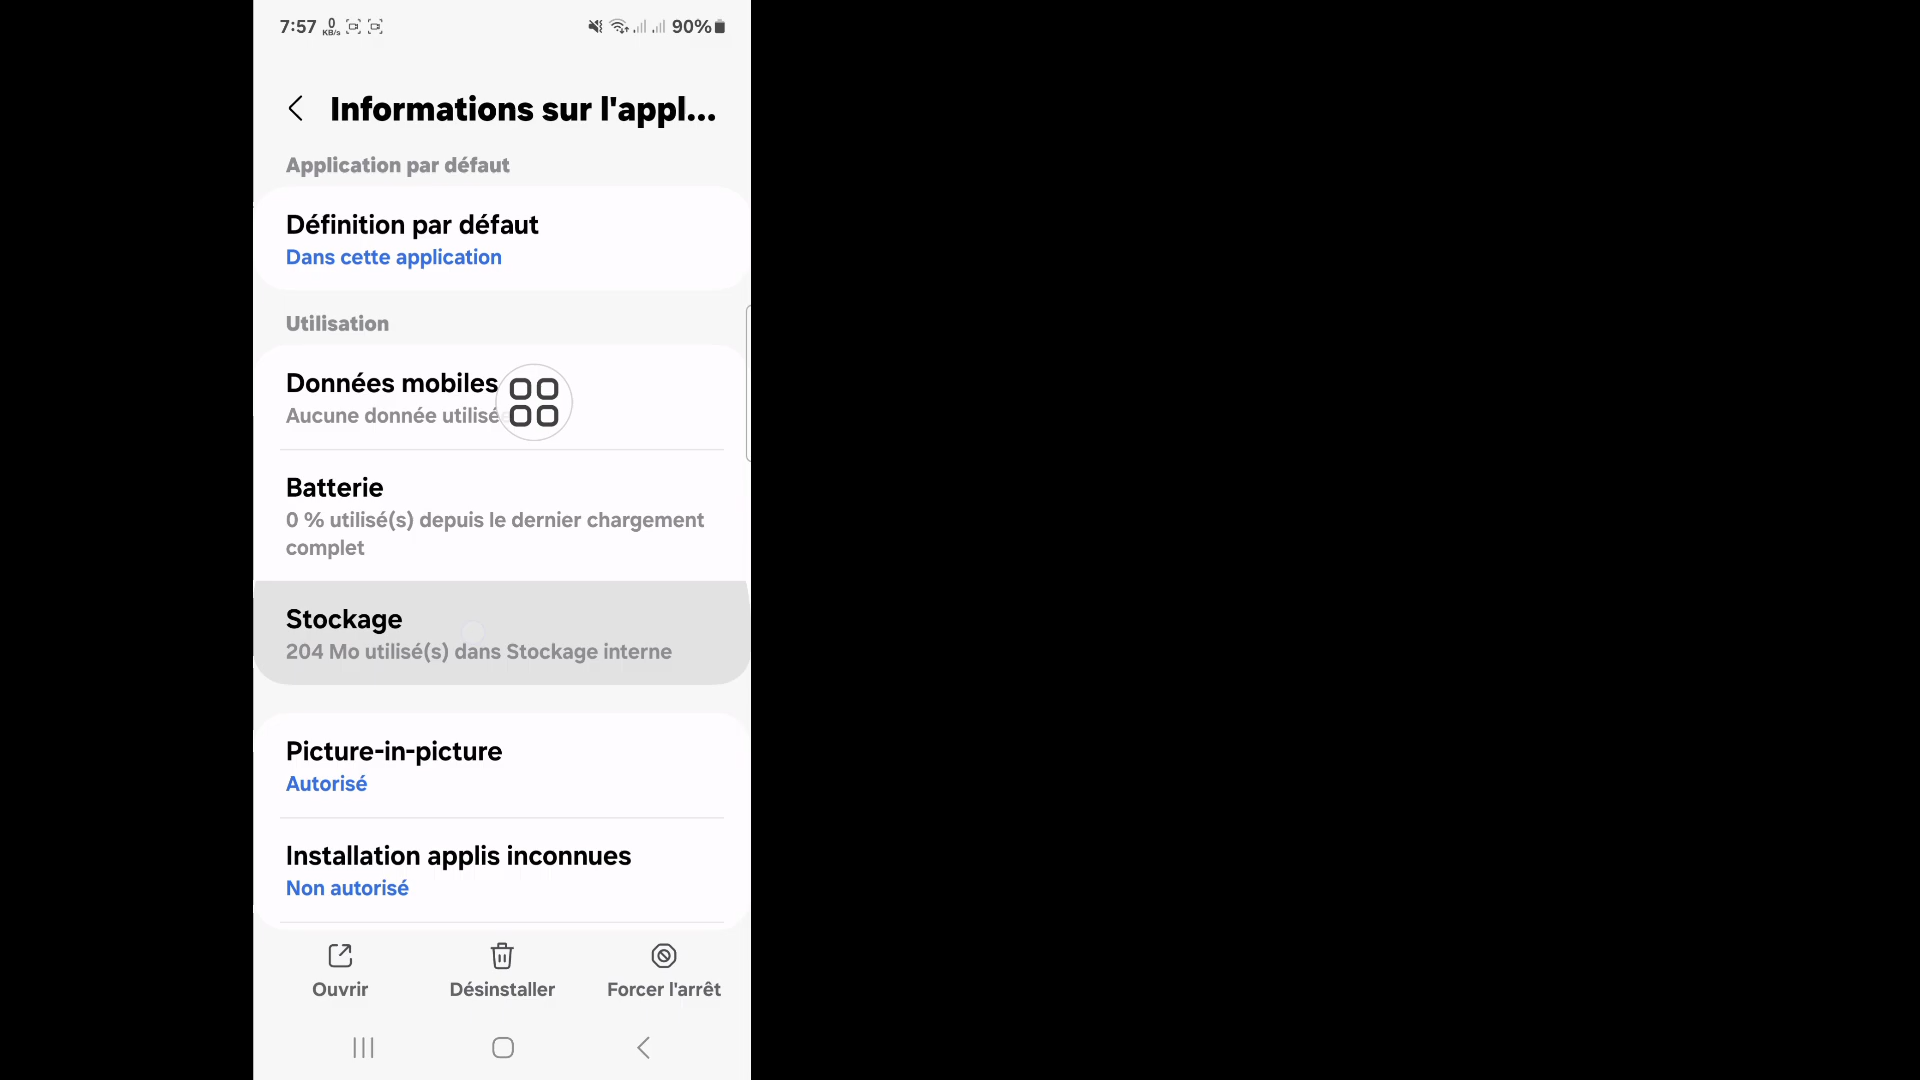 7:57 0 KB/s 90%
Informations sur l'appl...
Application par défaut
Définition par défaut
Dans cette application
Utilisation
Données mobiles
Aucune donnée utilisé
Batterie
0 % utilisé(s) depuis le dernier chargement
complet
Stockage
204 Mo utilisé(s) dans Stockage interne
Picture-in-picture
Autorisé
Installation applis inconnues
Non autorisé
Ouvrir Désinstaller Forcer l'arrêt